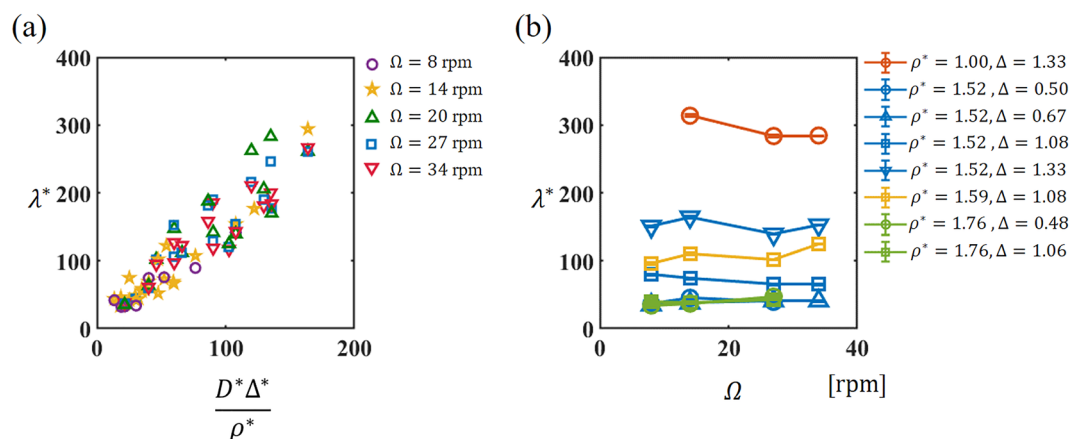 (a)
400
300
200
100
0
λ*
0 100 200
D*Δ*
ρ*
Ω = 8 rpm
Ω = 14 rpm
Ω = 20 rpm
Ω = 27 rpm
Ω = 34 rpm
(b)
400
300
200
100
0
λ*
0 20 40
Ω [rpm]
ρ* = 1.00, Δ = 1.33
ρ* = 1.52 , Δ = 0.50
ρ* = 1.52, Δ = 0.67
ρ* = 1.52, Δ = 1.08
ρ* = 1.52, Δ = 1.33
ρ* = 1.59, Δ = 1.08
ρ* = 1.76, Δ = 0.48
ρ* = 1.76, Δ = 1.06